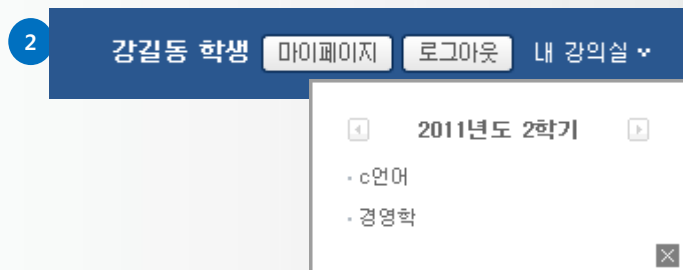 2
강길동 학생 마이페이지 로그아웃 내 강의실
2011년도 2학기
· c언어
· 경영학